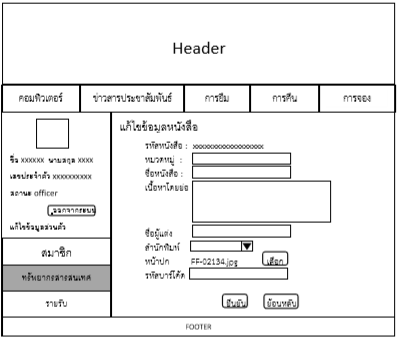 Header
คอมพิวเตอร์ ข่าวสารประชาสัมพันธ์ การยืม การคืน การจอง
แก้ไขข้อมูลหนังสือ
รหัสหนังสือ : xxxxxxxxxxxxxxxxxx
หมวดหมู่ :
ชื่อหนังสือ :
เนื้อหาโดยย่อ
ชื่อผู้แต่ง
สำนักพิมพ์
หน้าปก FF-02134.jpg เลือก
รหัสบาร์โค้ด
ยืนยัน ย้อนหลับ
ชื่อ xxxxxx นามสกุล xxxx
เลขประจำตัว xxxxxxxxxx
สถานะ officer
ออกจากระบบ
แก้ไขข้อมูลส่วนตัว
สมาชิก
ทรัพยากรสารสนเทศ
รายรับ
FOOTER